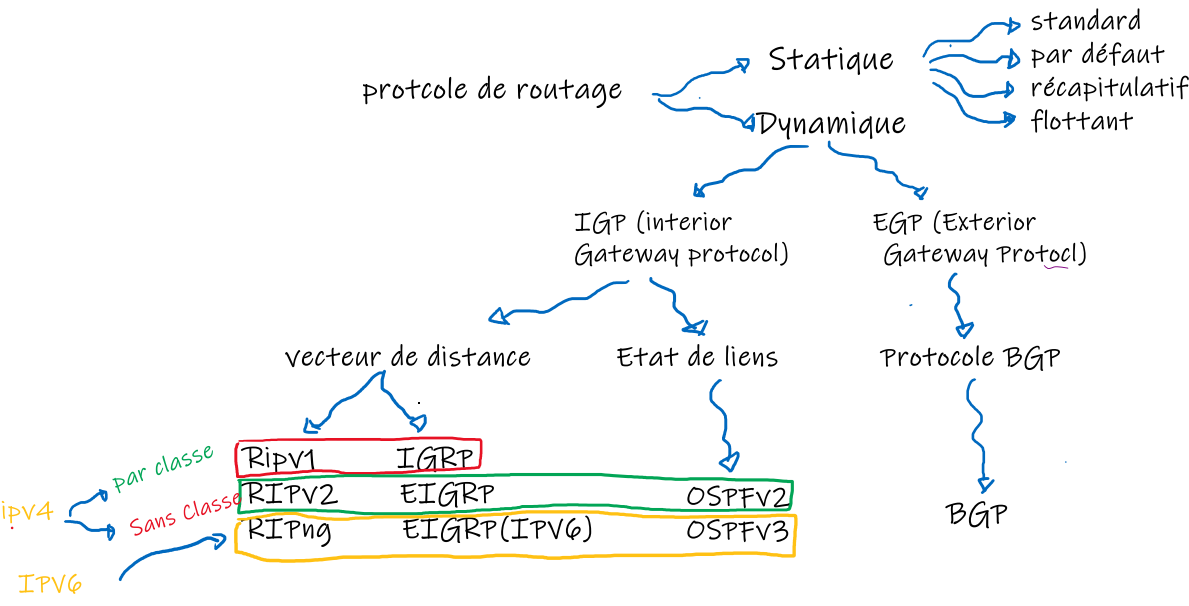 standard
Statique
par défaut
protcole de routage
récapitulatif
Dynamique
flottant
IGP (interior
Gateway protocol)
EGP (Exterior
Gateway Protocl)
vecteur de distance
Etat de liens
Protocole BGP
par classe
Ripv1 IGRP
ipv4
Sans Classe
RIPv2 EIGRP OSPFv2
RIPng EIGRP(IPV6) OSPFv3
BGP
IPV6